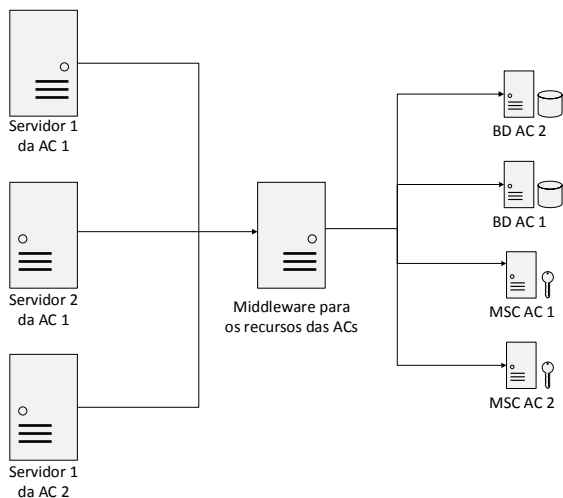 Servidor 1
da AC 1
Servidor 2
da AC 1
Servidor 1
da AC 2
Middleware para
os recursos das ACs
BD AC 2
BD AC 1
MSC AC 1
MSC AC 2